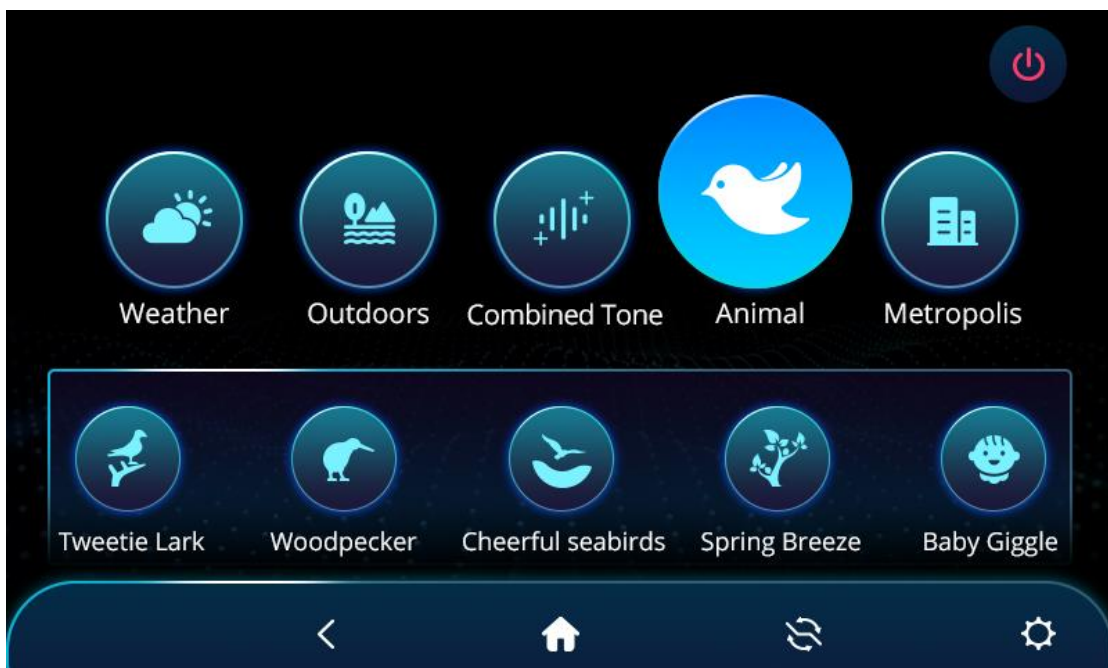 Weather Outdoors Combined Tone Animal Metropolis
Tweetie Lark Woodpecker Cheerful seabirds Spring Breeze Baby Giggle